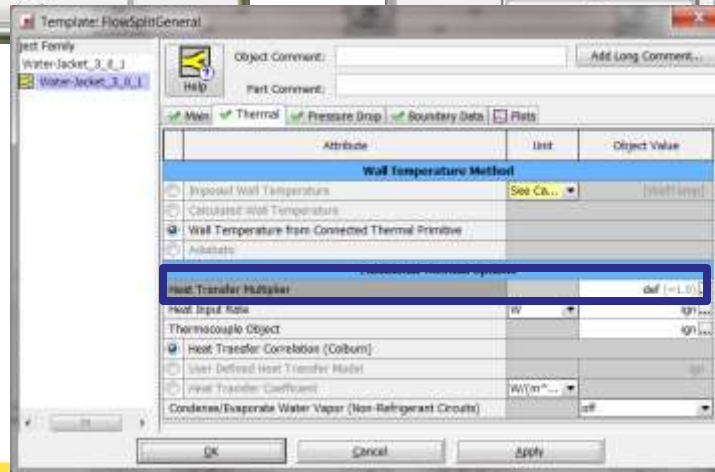 Template: FlowSplitGeneral
ject Family
Water-Jacket_3_0_1
Water-Jacket_3_0_1
Help
Object Comment:
Add Long Comment...
Part Comment:
Main
Thermal
Pressure Drop
Boundary Data
Plots
Attribute Unit Object Value
Wall Temperature Method
Imposed Wall Temperature See Ca...
Calculated Wall Temperature
Wall Temperature from Connected Thermal Primitive
Adiabatic
Heat Transfer Multiplier def (=1.0) ...
Heat Input Rate W ign ...
Thermocouple Object ign ...
Heat Transfer Correlation (Colburn)
User Defined Heat Transfer Model ign
Heat Transfer Coefficient W/(m^...
Condense/Evaporate Water Vapor (Non-Refrigerant Circuits) off
OK Cancel Apply